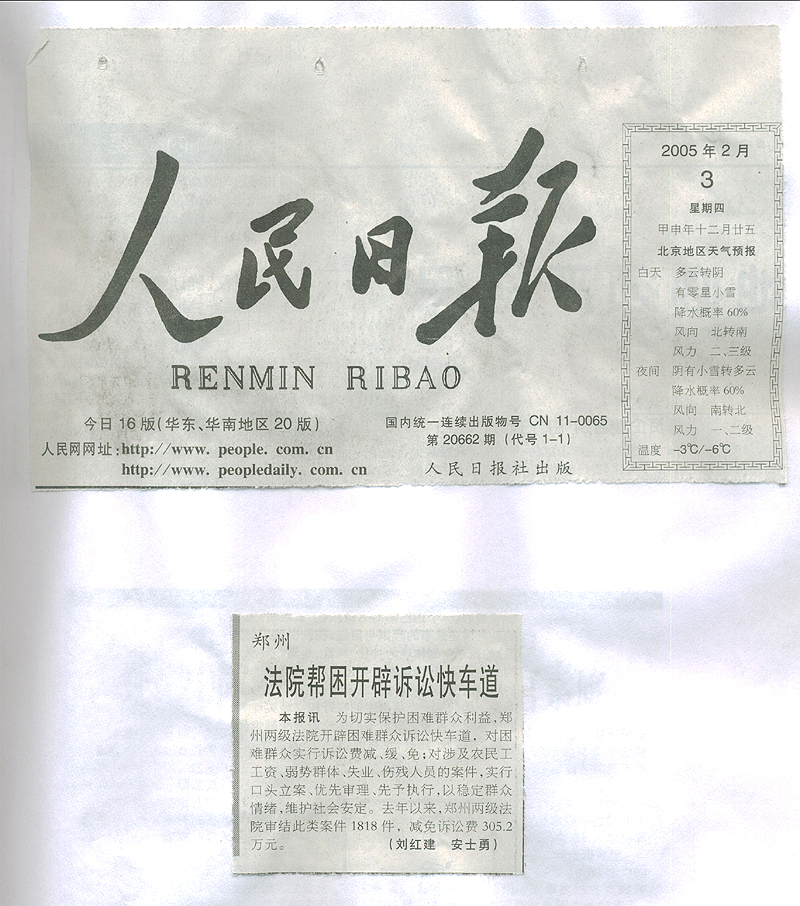 人民日报
RENMIN RIBAO
今日16版(华东、华南地区20版)
人民网网址:http://www. people. com. cn
http://www. peopledaily. com. cn
国内统一连续出版物号 CN 11-0065
第20662期 (代号1-1)
人民日报社出版
2005年2月
3
星期四
甲申年十二月廿五
北京地区天气预报
白天 多云转阴
有零星小雪
降水概率60%
风向 北转南
风力 二、三级
夜间 阴有小雪转多云
降水概率60%
风向 南转北
风力 一、二级
温度 -3℃/-6℃
郑州
法院帮困开辟诉讼快车道
本报讯 为切实保护困难群众利益,郑
州两级法院开辟困难群众诉讼快车道,对困
难群众实行诉讼费减、缓、免;对涉及农民工
工资、弱势群体、失业、伤残人员的案件,实行
口头立案、优先审理、先予执行,以稳定群众
情绪,维护社会安定。去年以来,郑州两级法
院审结此类案件1818件,减免诉讼费305.2
万元。 (刘红建 安士勇)